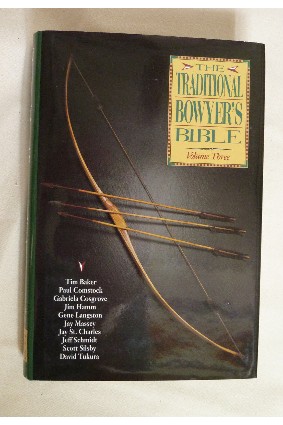 THE
TRADITIONAL
BOWYER'S
BIBLE
Volume Three
Tim Baker
Paul Comstock
Gabriela Cosgrove
Jim Hamm
Gene Langston
Jay Massey
Jay St. Charles
Jeff Schmidt
Scott Silsby
David Tukura